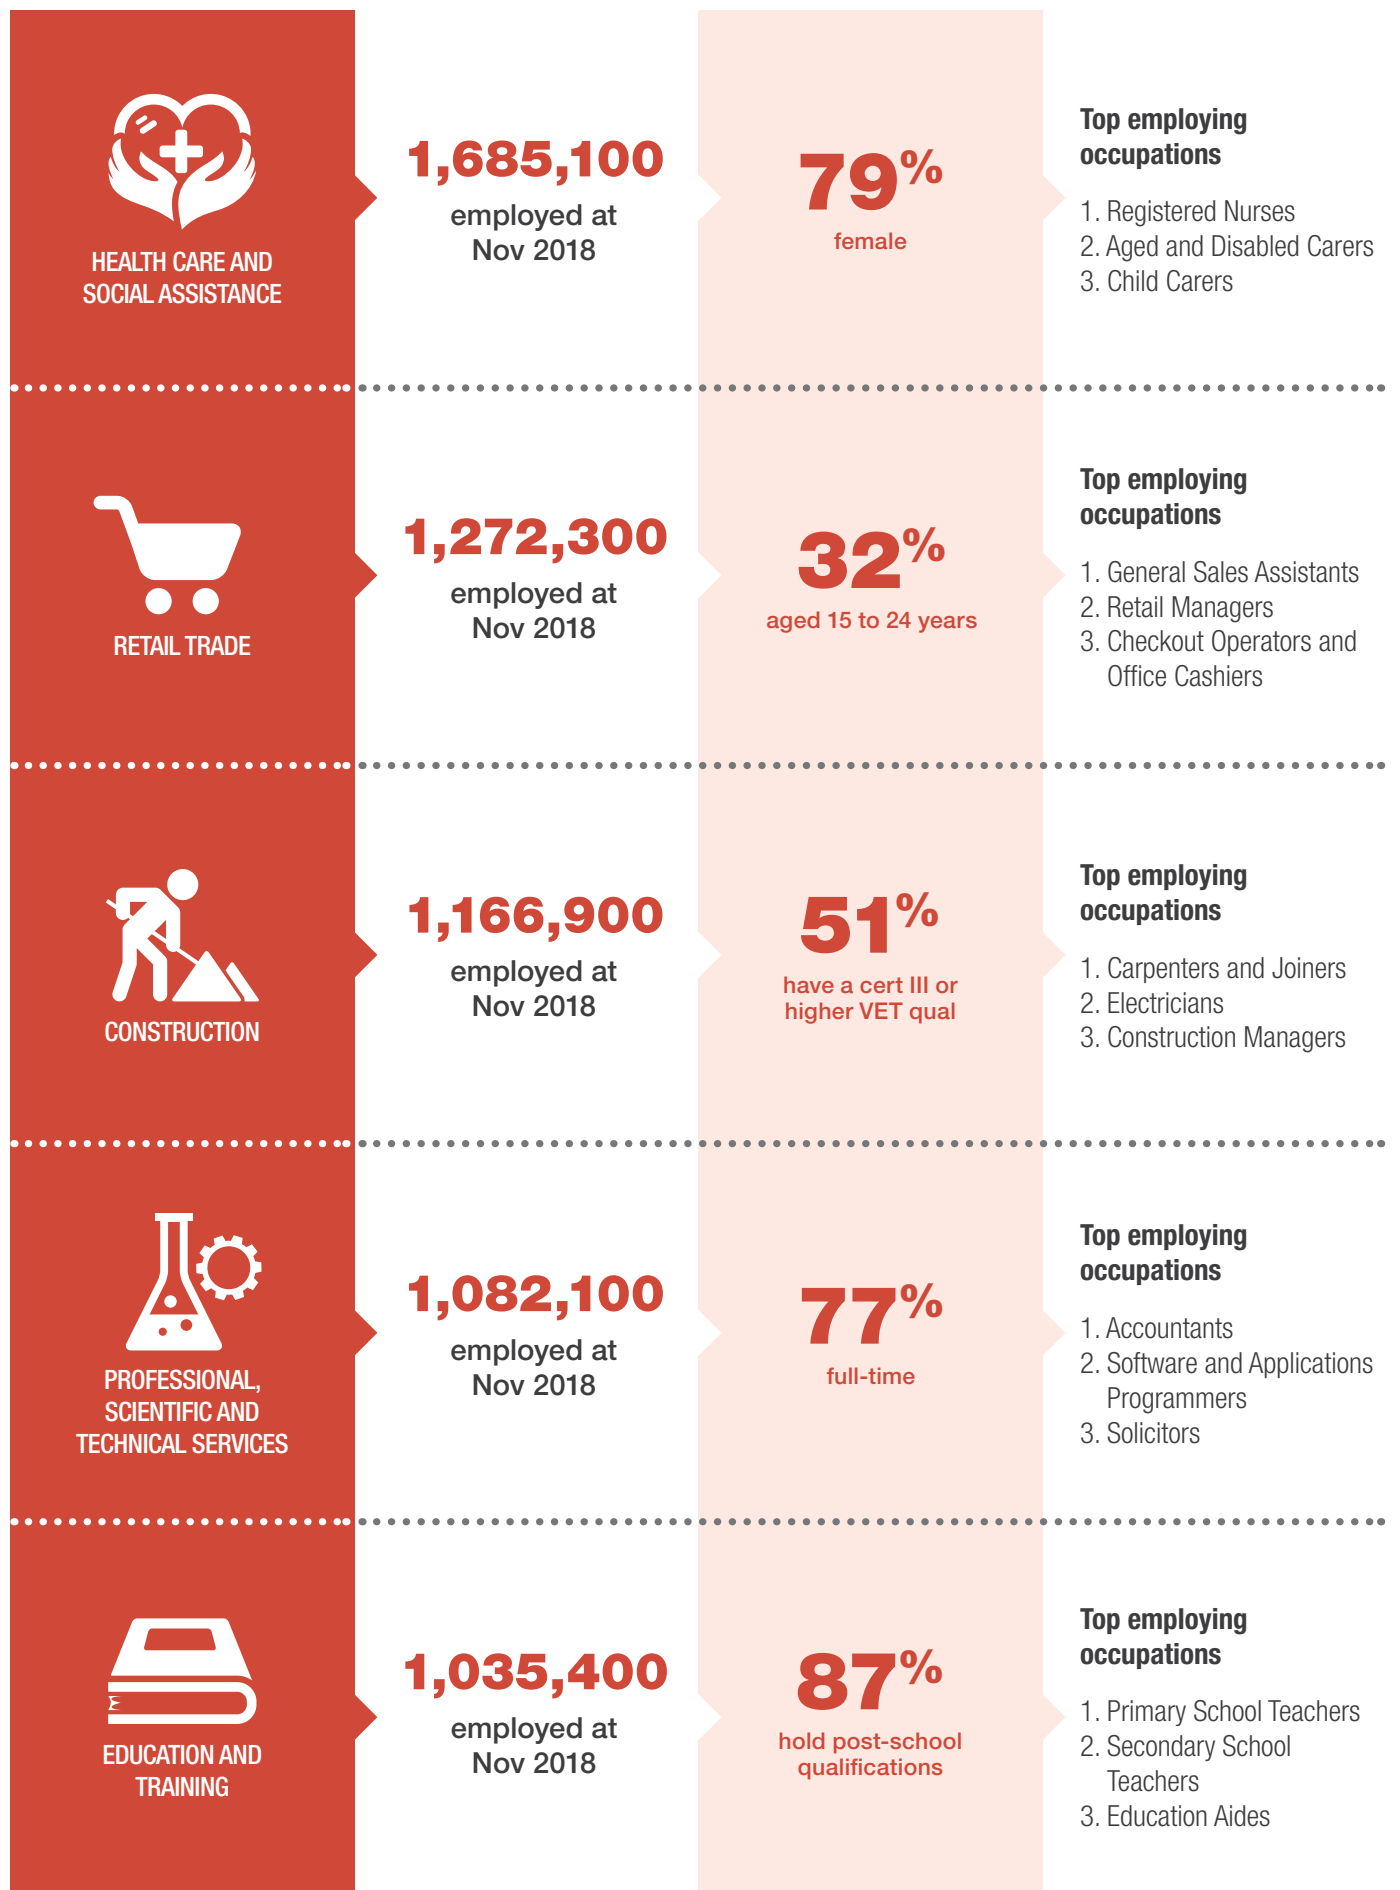 HEALTH CARE AND
SOCIAL ASSISTANCE
1,685,100
employed at
Nov 2018
79%
female
Top employing
occupations
1. Registered Nurses
2. Aged and Disabled Carers
3. Child Carers
RETAIL TRADE
1,272,300
employed at
Nov 2018
32%
aged 15 to 24 years
Top employing
occupations
1. General Sales Assistants
2. Retail Managers
3. Checkout Operators and
Office Cashiers
CONSTRUCTION
1,166,900
employed at
Nov 2018
51%
have a cert III or
higher VET qual
Top employing
occupations
1. Carpenters and Joiners
2. Electricians
3. Construction Managers
PROFESSIONAL,
SCIENTIFIC AND
TECHNICAL SERVICES
1,082,100
employed at
Nov 2018
77%
full-time
Top employing
occupations
1. Accountants
2. Software and Applications
Programmers
3. Solicitors
EDUCATION AND
TRAINING
1,035,400
employed at
Nov 2018
87%
hold post-school
qualifications
Top employing
occupations
1. Primary School Teachers
2. Secondary School
Teachers
3. Education Aides